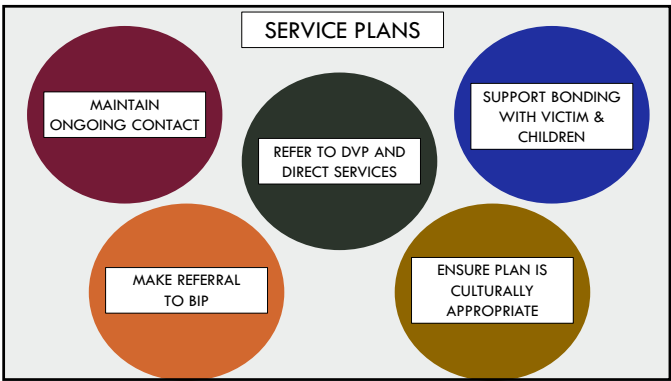 SERVICE PLANS
MAINTAIN
ONGOING CONTACT
REFER TO DVP AND
DIRECT SERVICES
SUPPORT BONDING
WITH VICTIM &
CHILDREN
MAKE REFERRAL
TO BIP
ENSURE PLAN IS
CULTURALLY
APPROPRIATE